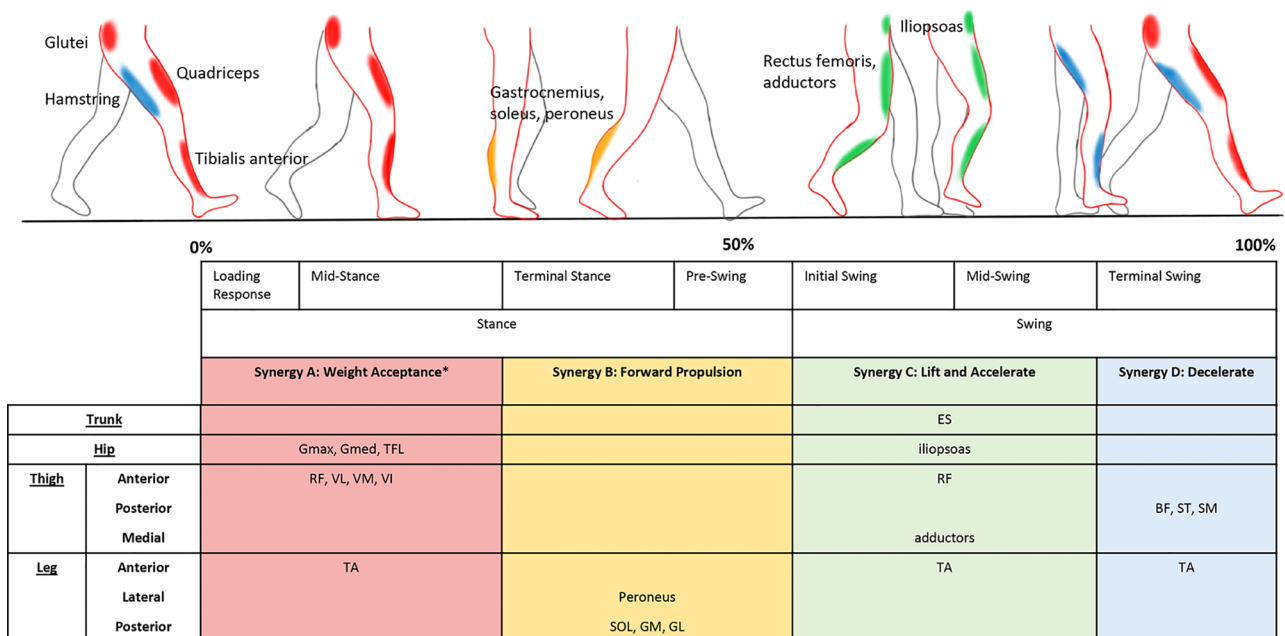 Glutei
Hamstring
Quadriceps
Tibialis anterior
Gastrocnemius,
soleus, peroneus
Rectus femoris,
adductors
Iliopsoas
0%
50%
100%
Loading
Response
Mid-Stance
Terminal Stance
Pre-Swing
Initial Swing
Mid-Swing
Terminal Swing
Stance
Swing
Synergy A: Weight Acceptance*
Synergy B: Forward Propulsion
Synergy C: Lift and Accelerate
Synergy D: Decelerate
Trunk
ES
Hip
Gmax, Gmed, TFL
iliopsoas
Thigh
Anterior
RF, VL, VM, VI
RF
Posterior
BF, ST, SM
Medial
adductors
Leg
Anterior
TA
TA
TA
Lateral
Peroneus
Posterior
SOL, GM, GL